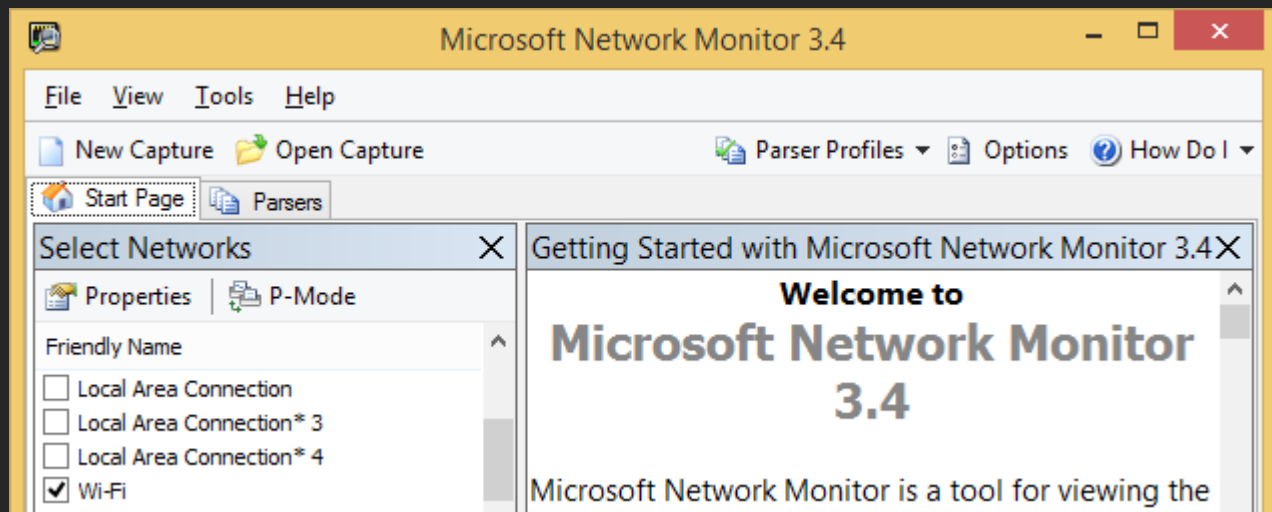 Microsoft Network Monitor 3.4
File View Tools Help
New Capture Open Capture Parser Profiles Options How Do I
Start Page Parsers
Select Networks
Properties P-Mode
Friendly Name
Local Area Connection
Local Area Connection* 3
Local Area Connection* 4
Wi-Fi
Getting Started with Microsoft Network Monitor 3.4
Welcome to
Microsoft Network Monitor
3.4
Microsoft Network Monitor is a tool for viewing the